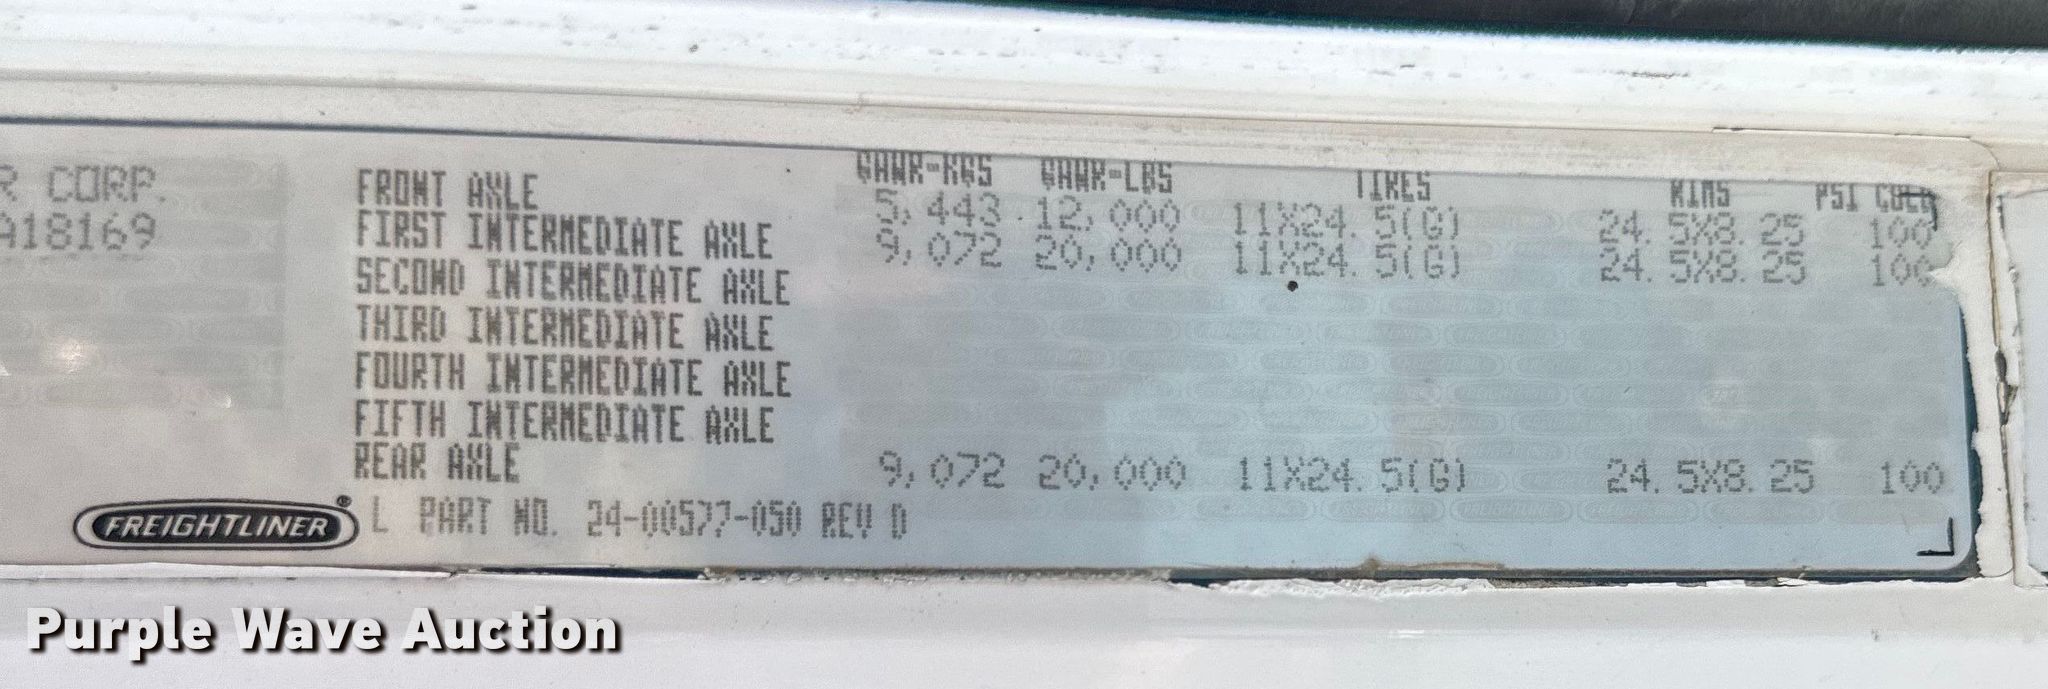 R CORP.
A18169
GAWR-KGS GAWR-LBS TIRES RIMS PSI COLD
FRONT AXLE 5,443 12,000 11X24.5(G) 24.5X8.25 100
FIRST INTERMEDIATE AXLE 9,072 20,000 11X24.5(G) 24.5X8.25 100
SECOND INTERMEDIATE AXLE
THIRD INTERMEDIATE AXLE
FOURTH INTERMEDIATE AXLE
FIFTH INTERMEDIATE AXLE
REAR AXLE 9,072 20,000 11X24.5(G) 24.5X8.25 100
FREIGHTLINER® L PART NO. 24-00577-050 REV D
Purple Wave Auction